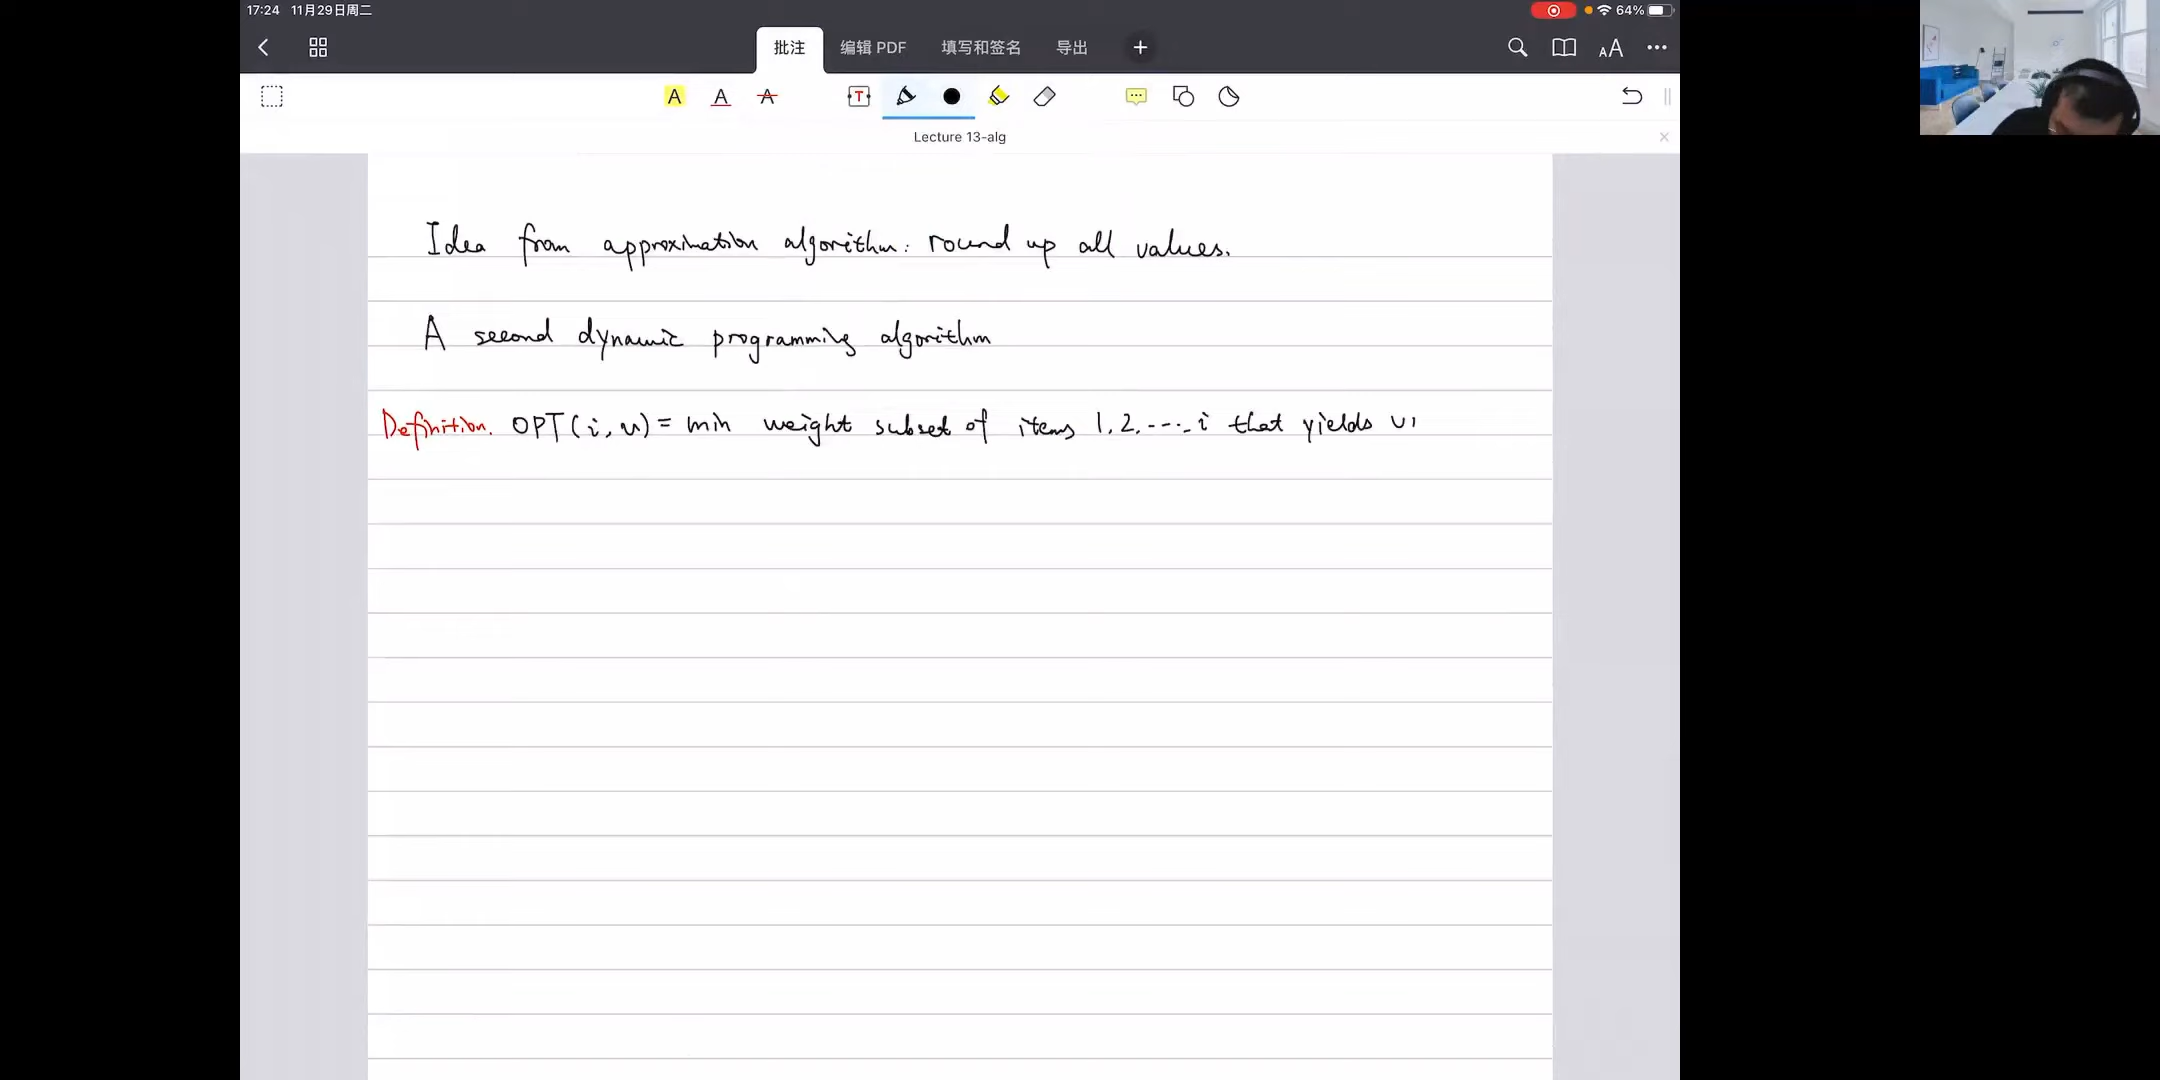 17:24 11月29日周二 64%
批注 编辑 PDF 填写和签名 导出
Lecture 13-alg
Idea from approximation algorithm: round up all values.
A second dynamic programming algorithm
Definition. OPT(i, v) = min weight subset of items 1, 2, ..., i that yields